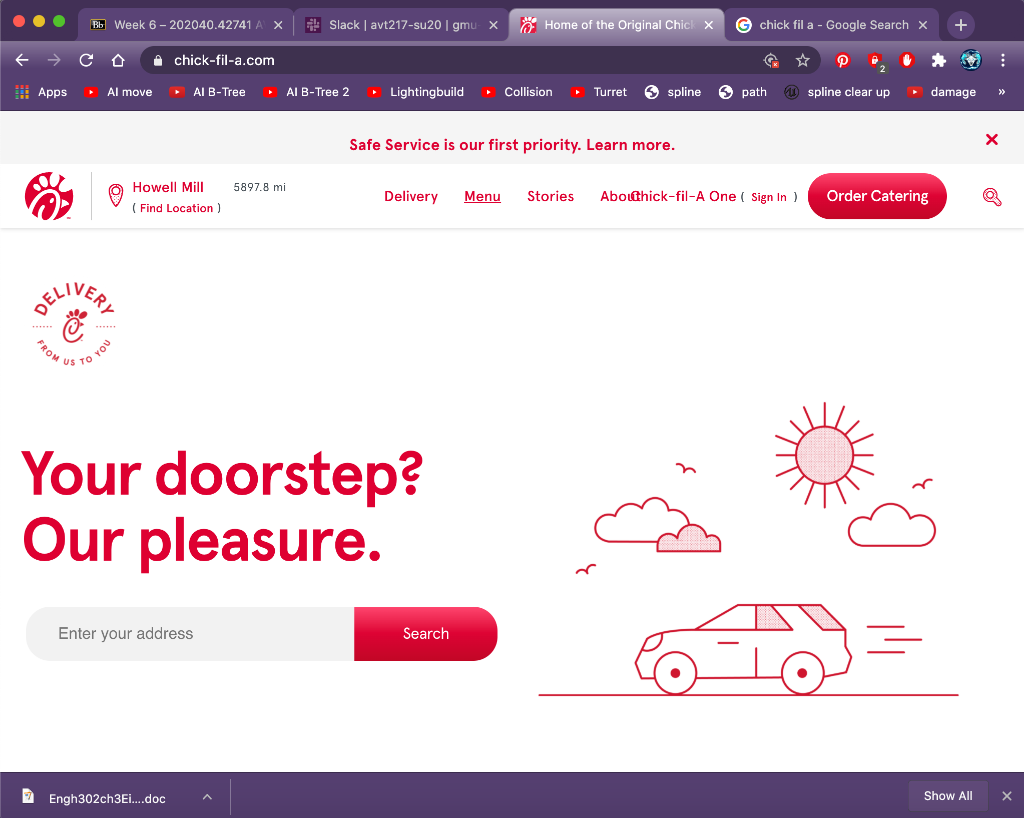 Bb Week 6 – 202040.42741 A
Slack | avt217-su20 | gmu
Home of the Original Chick
chick fil a - Google Search
chick-fil-a.com
2
Apps
AI move
AI B-Tree
AI B-Tree 2
Lightingbuild
Collision
Turret
spline
path
spline clear up
damage
»
Safe Service is our first priority. Learn more.
Howell Mill
5897.8 mi
( Find Location )
Delivery
Menu
Stories
About
Chick-fil-A One ( Sign In )
Order Catering
DELIVERY
FROM US TO YOU
Your doorstep?
Our pleasure.
Enter your address
Search
Engh302ch3Ei....doc
Show All